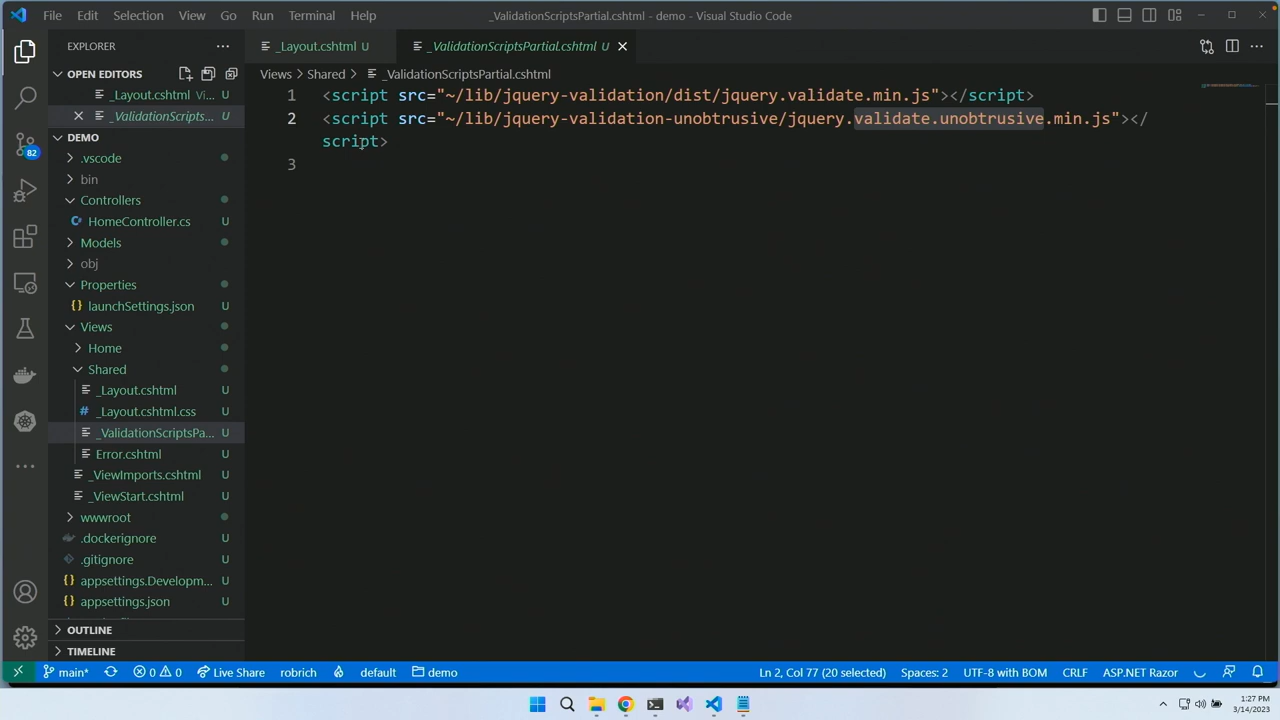 File Edit Selection View Go Run Terminal Help
_ValidationScriptsPartial.cshtml - demo - Visual Studio Code
EXPLORER
OPEN EDITORS
_Layout.cshtml Vi...
_ValidationScripts...
DEMO
.vscode
bin
Controllers
HomeController.cs U
Models
obj
Properties
{} launchSettings.json U
Views
Home
Shared
_Layout.cshtml U
# _Layout.cshtml.css U
_ValidationScriptsPa... U
Error.cshtml U
_ViewImports.cshtml U
_ViewStart.cshtml U
wwwroot
.dockerignore U
.gitignore U
{} appsettings.Developm... U
{} appsettings.json U
OUTLINE
TIMELINE
82
_Layout.cshtml U
_ValidationScriptsPartial.cshtml U
Views > Shared > _ValidationScriptsPartial.cshtml
1 <script src="~/lib/jquery-validation/dist/jquery.validate.min.js"></script>
2 <script src="~/lib/jquery-validation-unobtrusive/jquery.validate.unobtrusive.min.js"></
script>
3
main* 0 0 Live Share robrich default demo
Ln 2, Col 77 (20 selected) Spaces: 2 UTF-8 with BOM CRLF ASP.NET Razor
1:27 PM
3/14/2023